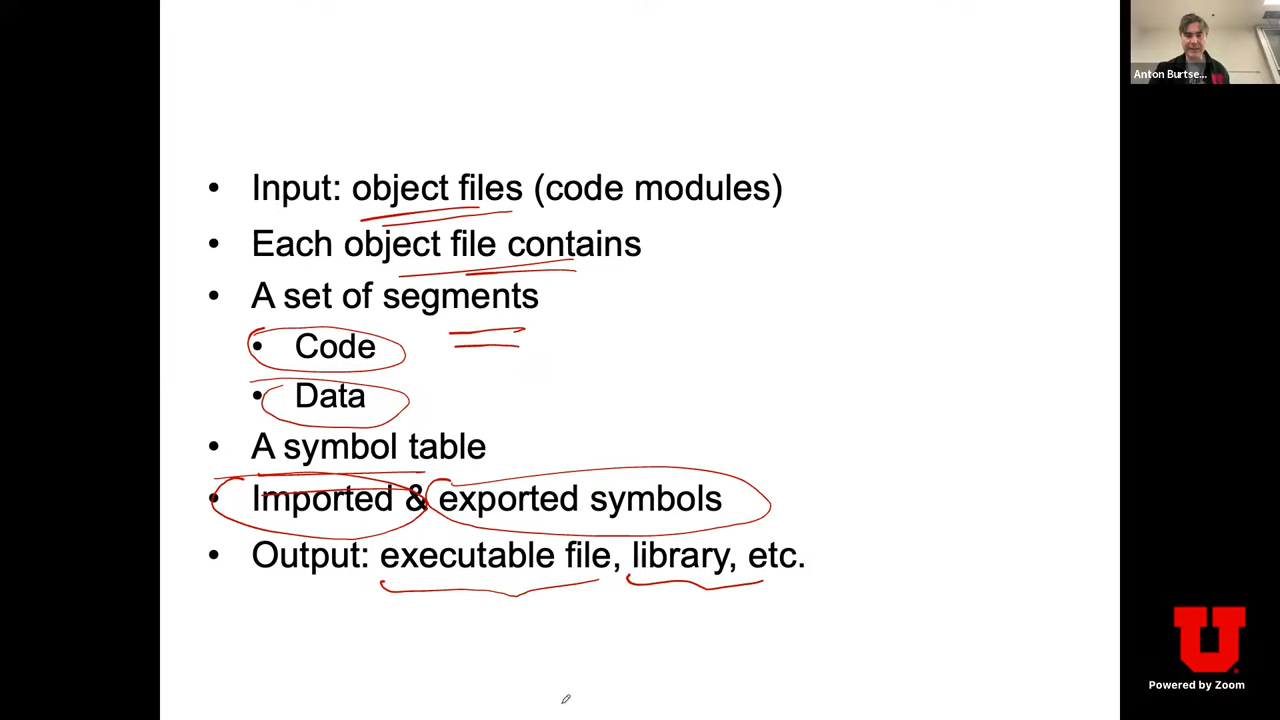 Anton Burtse...
• Input: object files (code modules)
• Each object file contains
• A set of segments
• Code
• Data
• A symbol table
• Imported & exported symbols
• Output: executable file, library, etc.
U
Powered by Zoom